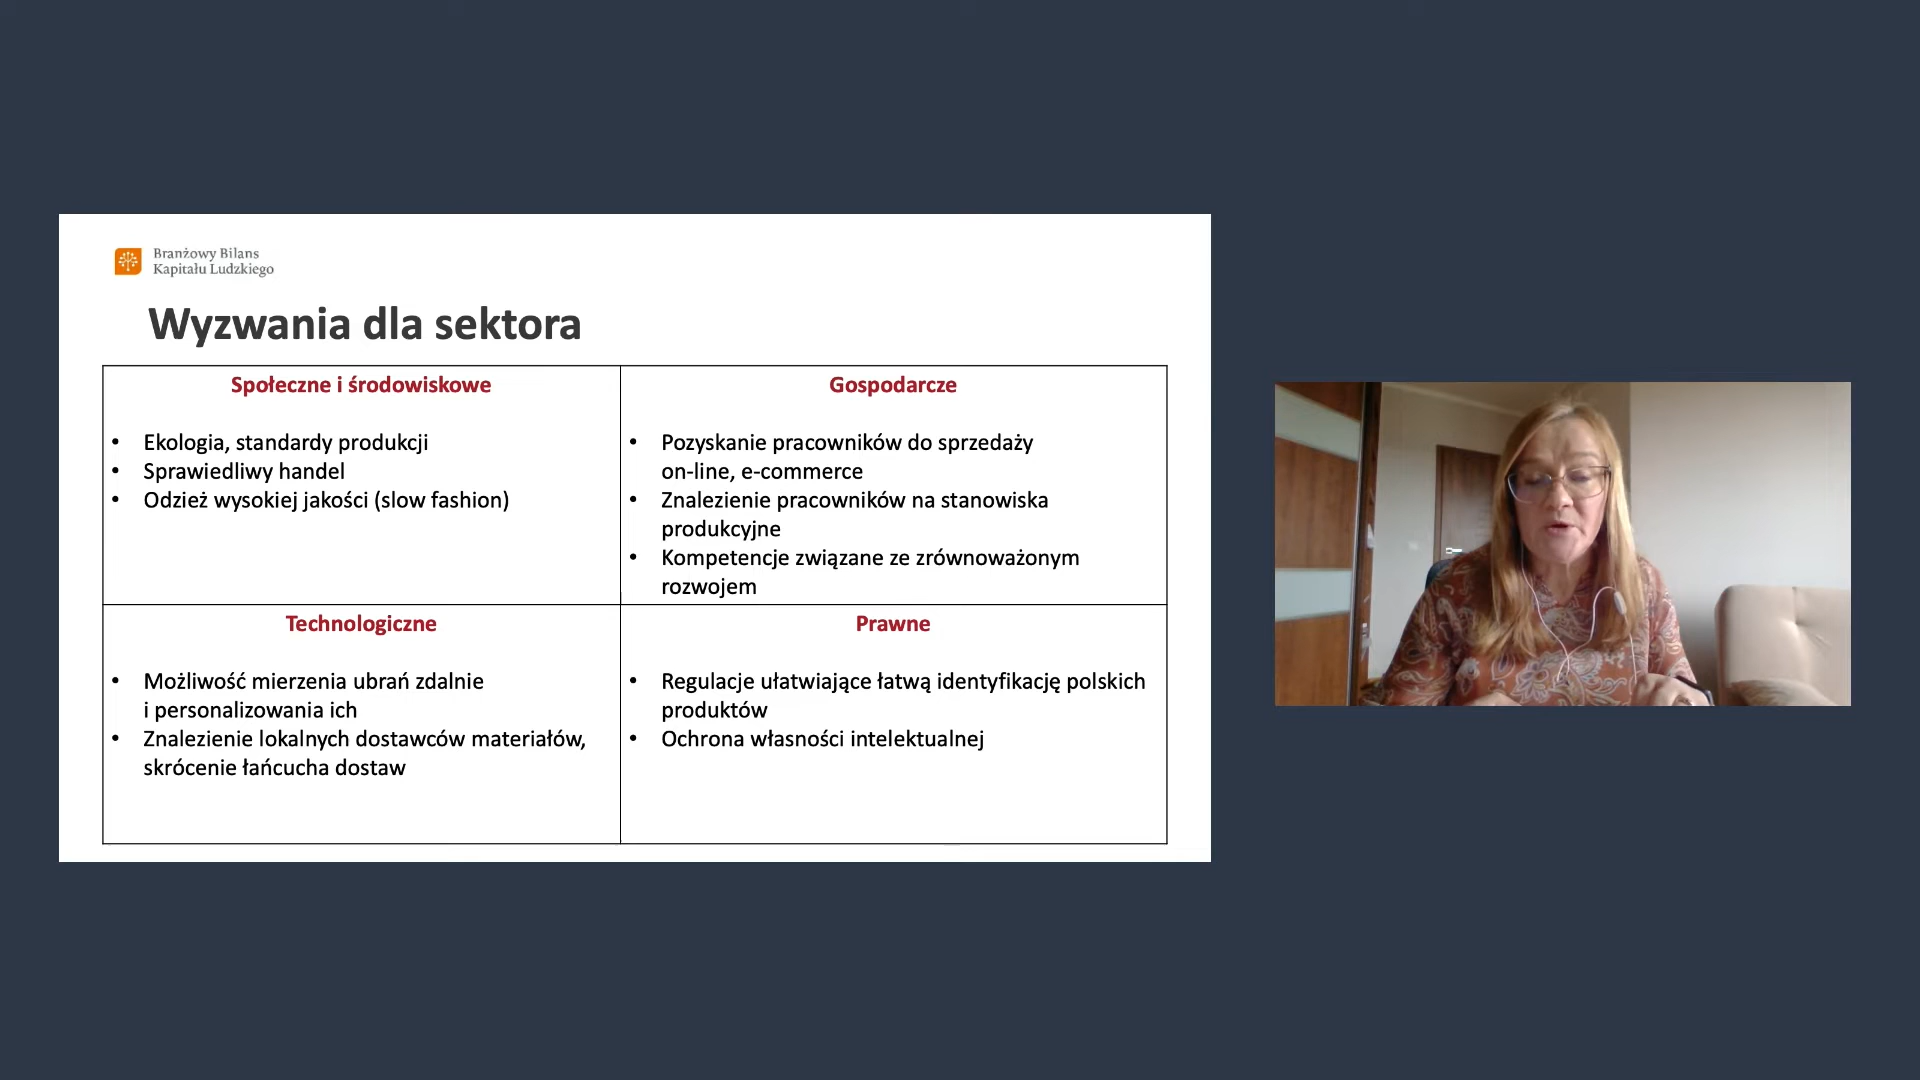 Branżowy Bilans
Kapitału Ludzkiego
Wyzwania dla sektora
Społeczne i środowiskowe
• Ekologia, standardy produkcji
• Sprawiedliwy handel
• Odzież wysokiej jakości (slow fashion)
Gospodarcze
• Pozyskanie pracowników do sprzedaży
on-line, e-commerce
• Znalezienie pracowników na stanowiska
produkcyjne
• Kompetencje związane ze zrównoważonym
rozwojem
Technologiczne
• Możliwość mierzenia ubrań zdalnie
i personalizowania ich
• Znalezienie lokalnych dostawców materiałów,
skrócenie łańcucha dostaw
Prawne
• Regulacje ułatwiające łatwą identyfikację polskich
produktów
• Ochrona własności intelektualnej